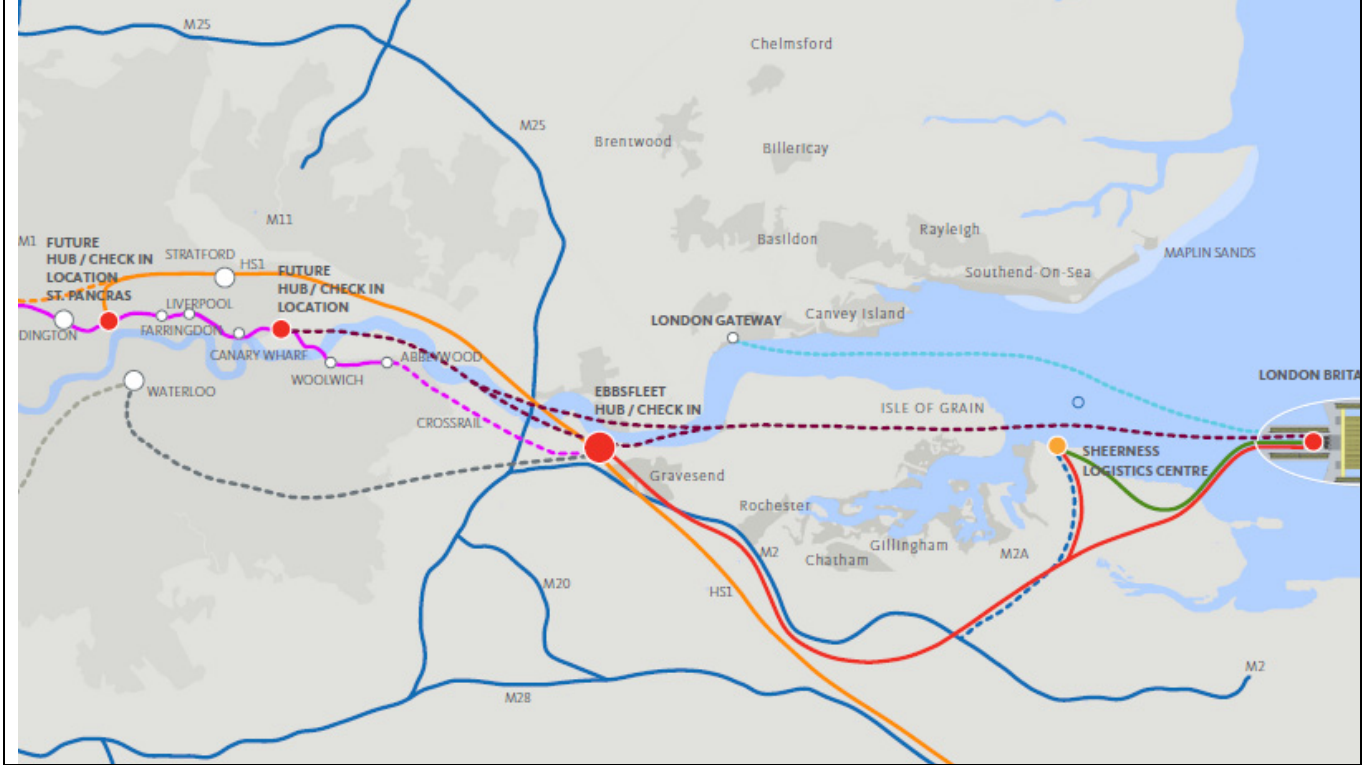 M25
Chelmsford
M25
Brentwood
Billericay
M11
Rayleigh
M1
FUTURE
HUB / CHECK IN
LOCATION
ST. PANCRAS
STRATFORD
HS1
FUTURE
HUB / CHECK IN
LOCATION
Basildon
MAPLIN SANDS
Southend-On-Sea
LIVERPOOL
FARRINGDON
DINGTON
CANARY WHARF
LONDON GATEWAY
Canvey Island
ABBEYWOOD
WOOLWICH
WATERLOO
LONDON BRITA
EBBSFLEET
HUB / CHECK IN
ISLE OF GRAIN
CROSSRAIL
SHEERNESS
LOGISTICS CENTRE
Gravesend
Rochester
Gillingham
M2
M2A
Chatham
M20
HS1
M2
M28